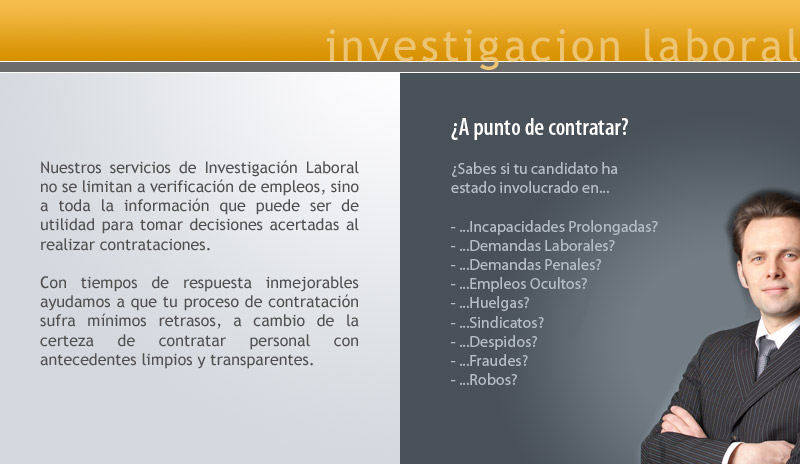 investigacion laboral
Nuestros servicios de Investigación Laboral
no se limitan a verificación de empleos, sino
a toda la información que puede ser de
utilidad para tomar decisiones acertadas al
realizar contrataciones.
Con tiempos de respuesta inmejorables
ayudamos a que tu proceso de contratación
sufra mínimos retrasos, a cambio de la
certeza de contratar personal con
antecedentes limpios y transparentes.
¿A punto de contratar?
¿Sabes si tu candidato ha
estado involucrado en...
- ...Incapacidades Prolongadas?
- ...Demandas Laborales?
- ...Demandas Penales?
- ...Empleos Ocultos?
- ...Huelgas?
- ...Sindicatos?
- ...Despidos?
- ...Fraudes?
- ...Robos?